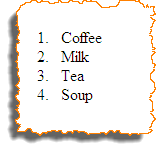 1. Coffee
2. Milk
3. Tea
4. Soup